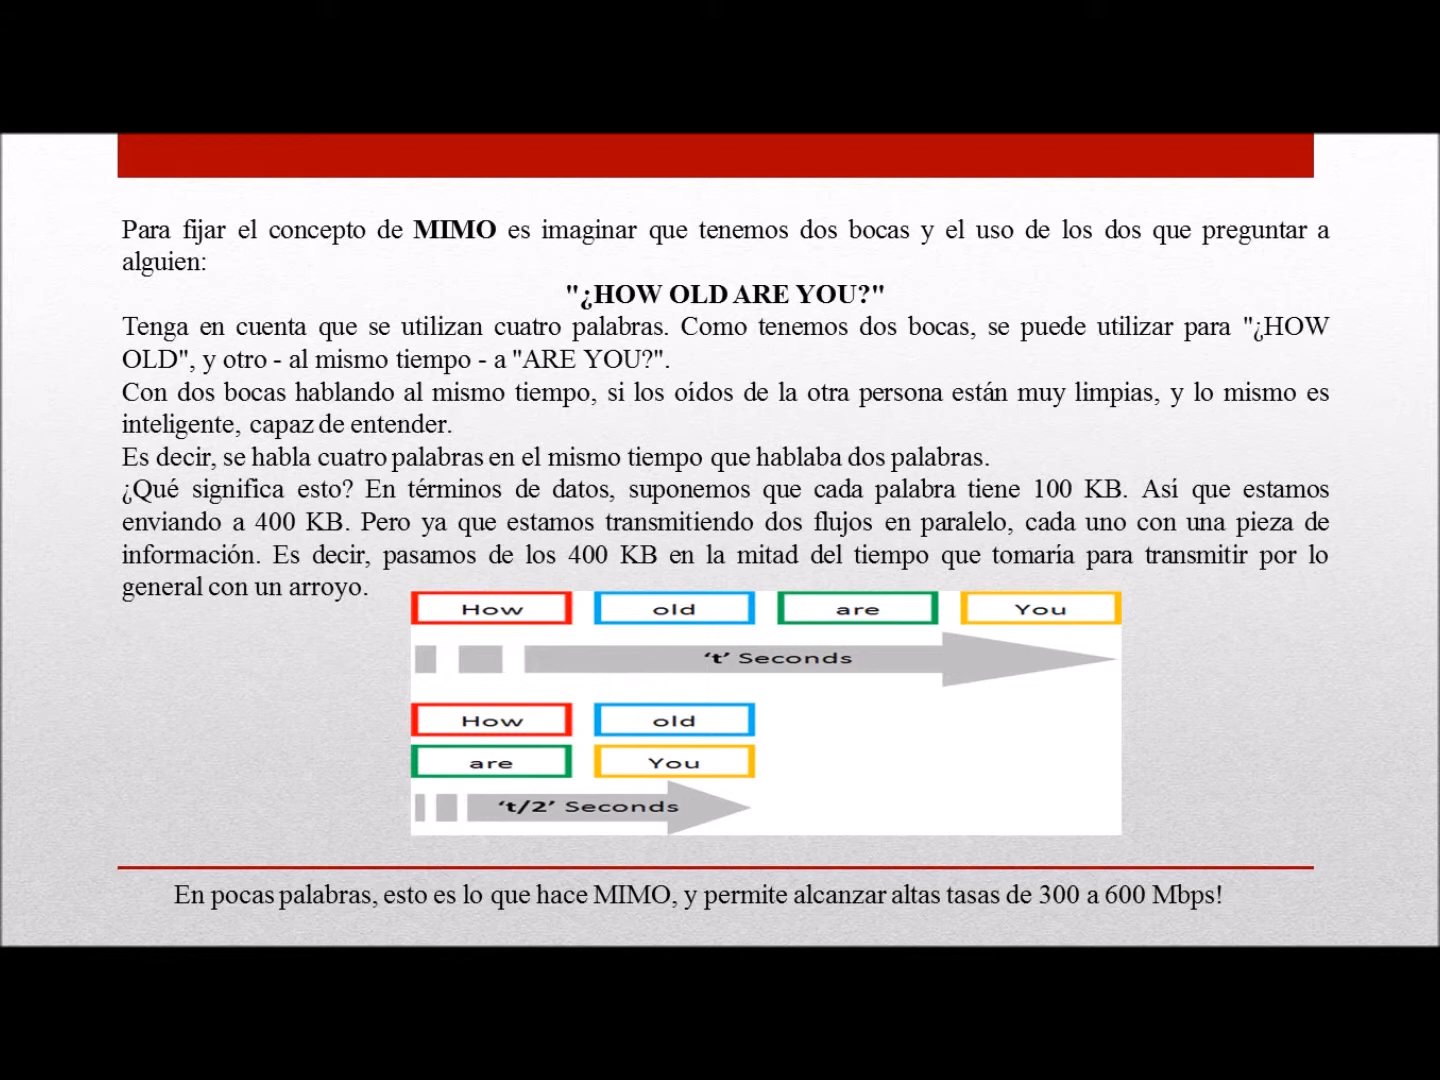 Para fijar el concepto de MIMO es imaginar que tenemos dos bocas y el uso de los dos que preguntar a
alguien:
"¿HOW OLD ARE YOU?"
Tenga en cuenta que se utilizan cuatro palabras. Como tenemos dos bocas, se puede utilizar para "¿HOW
OLD", y otro - al mismo tiempo - a "ARE YOU?".
Con dos bocas hablando al mismo tiempo, si los oídos de la otra persona están muy limpias, y lo mismo es
inteligente, capaz de entender.
Es decir, se habla cuatro palabras en el mismo tiempo que hablaba dos palabras.
¿Qué significa esto? En términos de datos, suponemos que cada palabra tiene 100 KB. Así que estamos
enviando a 400 KB. Pero ya que estamos transmitiendo dos flujos en paralelo, cada uno con una pieza de
información. Es decir, pasamos de los 400 KB en la mitad del tiempo que tomaría para transmitir por lo
general con un arroyo.
How old are You
‘t’ Seconds
How old
are You
‘t/2’ Seconds
En pocas palabras, esto es lo que hace MIMO, y permite alcanzar altas tasas de 300 a 600 Mbps!